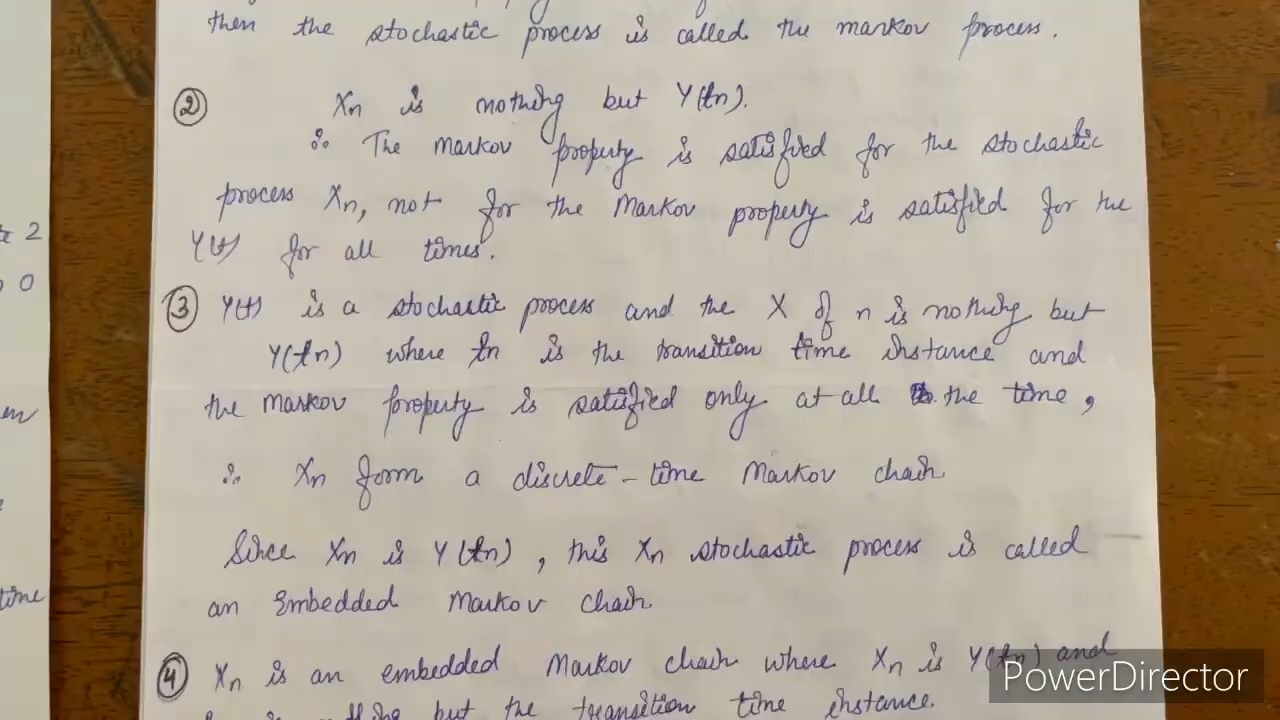 then the stochastic process is called the markov process.
② Xn is nothing but Y(tn).
∴ The Markov property is satisfied for the stochastic
process Xn, not for the Markov property is satisfied for the
Y(t) for all times.
③ Y(t) is a stochastic process and the X of n is nothing but
Y(tn) where tn is the transition time instance and
the Markov property is satisfied only at all the time,
∴ Xn form a discrete-time Markov chain
Since Xn is Y(tn), this Xn stochastic process is called
an Embedded Markov chain
④ Xn is an embedded Markov chain where Xn is Y(tn) and
but the transition time instance.
te 2
0
time
PowerDirector